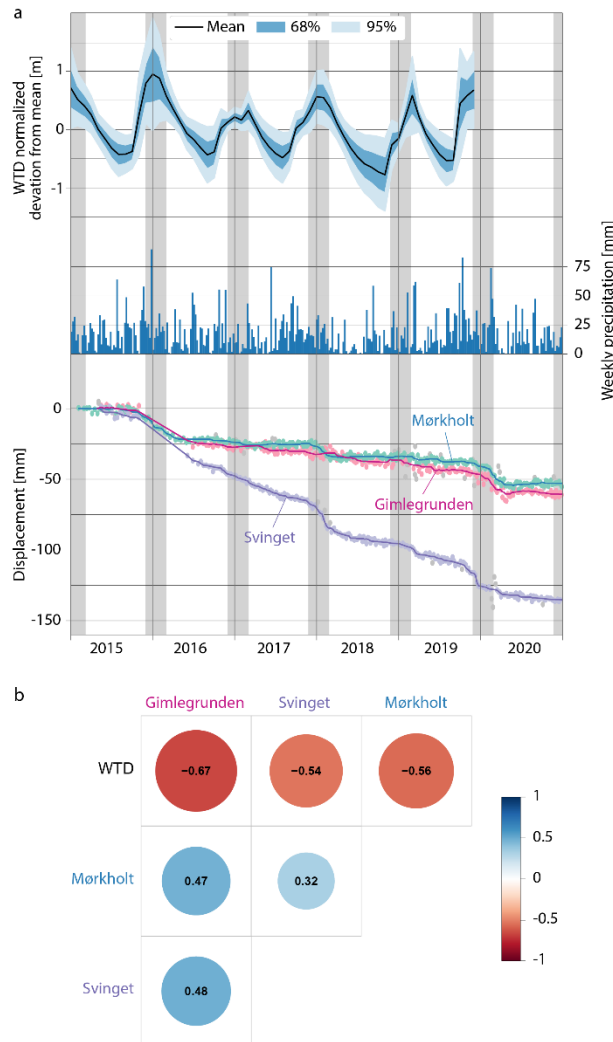 a
Mean 68% 95%
WTD normalized
devation from mean [m]
1
0
-1
Weekly precipitation [mm]
75
50
25
0
Displacement [mm]
0
-50
-100
-150
Mørkholt
Gimlegrunden
Svinget
2015 2016 2017 2018 2019 2020
b
Gimlegrunden Svinget Mørkholt
WTD −0.67 −0.54 −0.56
Mørkholt 0.47 0.32
Svinget 0.48
1
0.5
0
-0.5
-1